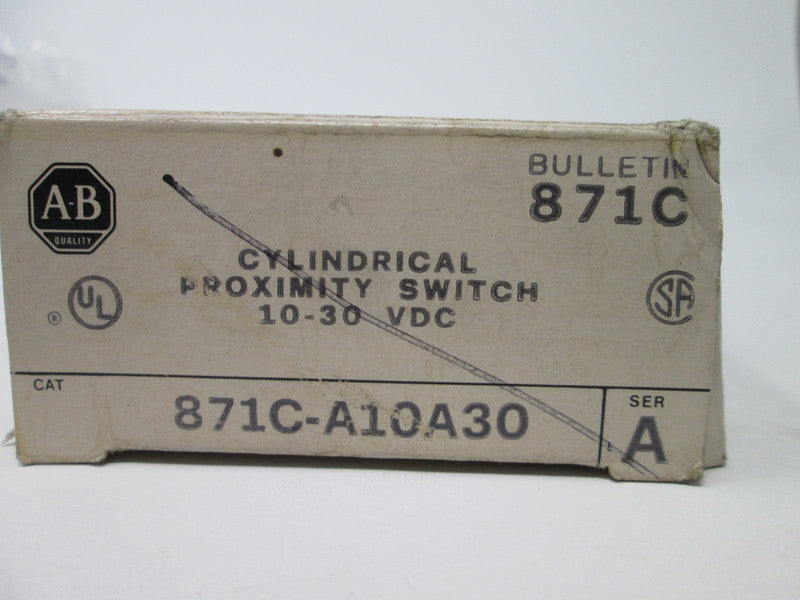 A-B
QUALITY
BULLETIN
871C
CYLINDRICAL
PROXIMITY SWITCH
10-30 VDC
UL
®
SA
CAT
871C-A10A30
SER
A